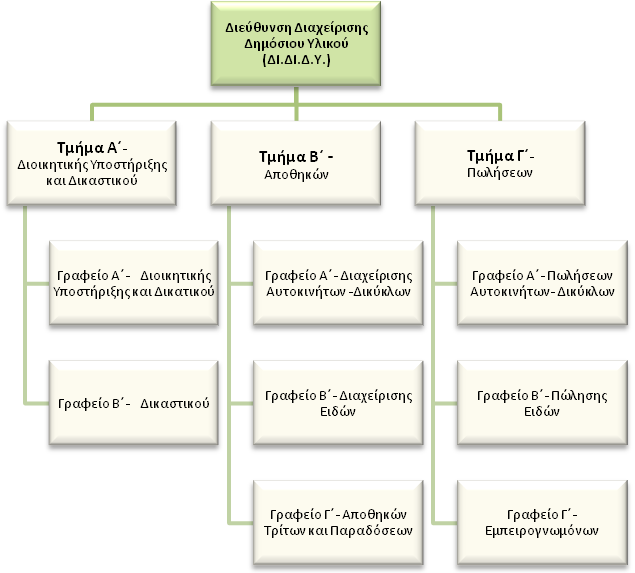 Διεύθυνση Διαχείρισης
Δημόσιου Υλικού
(ΔΙ.ΔΙ.Δ.Υ.)
Τμήμα Α΄-
Διοικητικής Υποστήριξης
και Δικαστικού
Τμήμα Β΄ -
Αποθηκών
Τμήμα Γ΄-
Πωλήσεων
Γραφείο Α΄- Διοικητικής
Υποστήριξης και Δικατικού
Γραφείο Α΄- Διαχείρισης
Αυτοκινήτων -Δικύκλων
Γραφείο Α΄- Πωλήσεων
Αυτοκινήτων- Δικύκλων
Γραφείο Β΄- Δικαστικού
Γραφείο Β΄- Διαχείρισης
Ειδών
Γραφείο Β΄- Πώλησης
Ειδών
Γραφείο Γ΄- Αποθηκών
Τρίτων και Παραδόσεων
Γραφείο Γ΄-
Εμπειρογνωμόνων